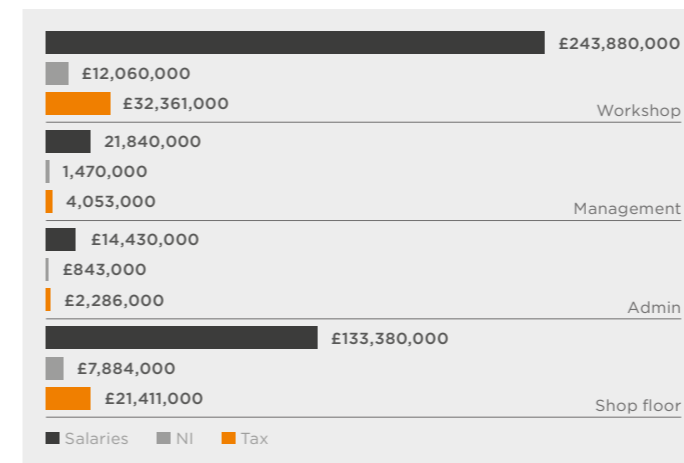 £243,880,000
£12,060,000
£32,361,000
Workshop
21,840,000
1,470,000
4,053,000
Management
£14,430,000
£843,000
£2,286,000
Admin
£133,380,000
£7,884,000
£21,411,000
Shop floor
Salaries NI Tax